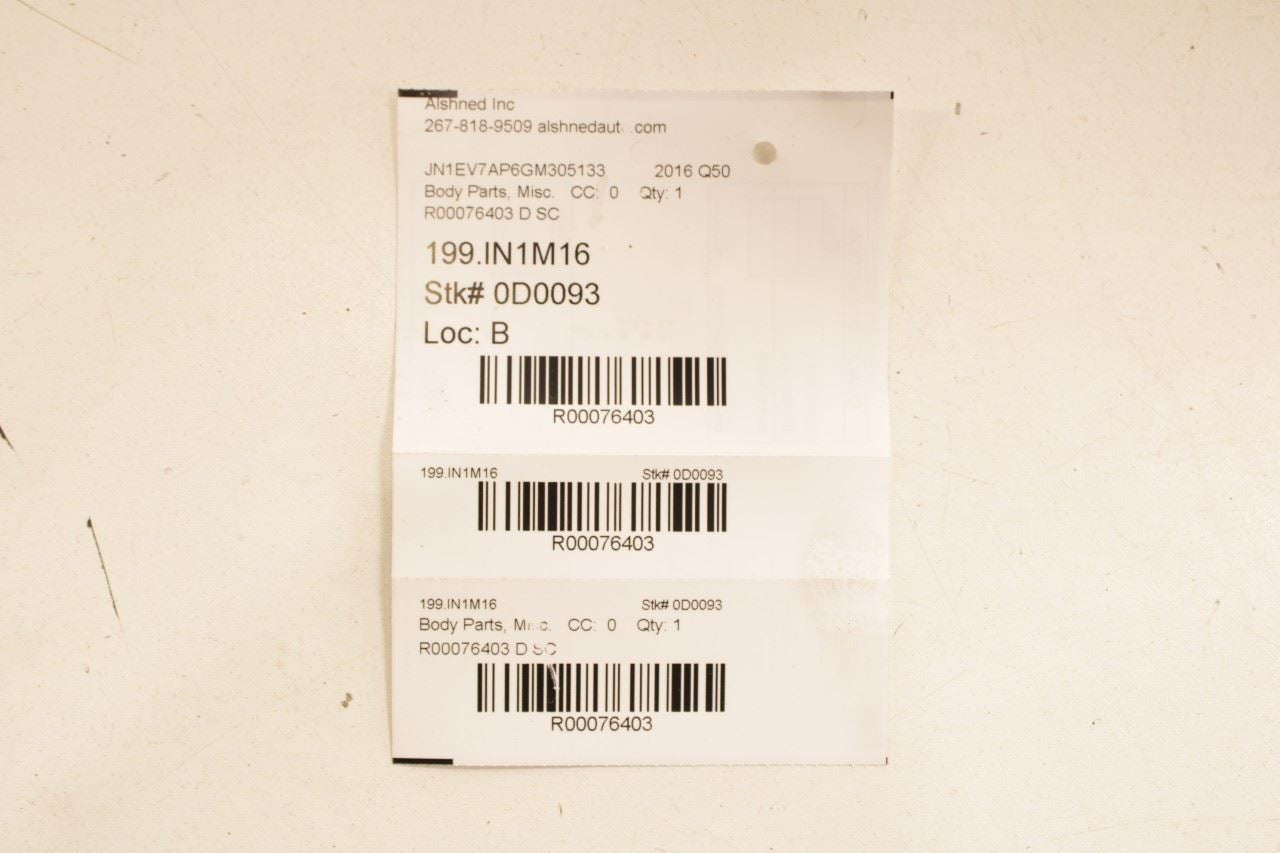 Alshned Inc
267-818-9509 alshnedaut .com
JN1EV7AP6GM305133 2016 Q50
Body Parts, Misc. CC: 0 Qty: 1
R00076403 D SC
199.IN1M16
Stk# 0D0093
Loc: B
R00076403
199.IN1M16 Stk# 0D0093
R00076403
199.IN1M16 Stk# 0D0093
Body Parts, Misc. CC: 0 Qty: 1
R00076403 D SC
R00076403